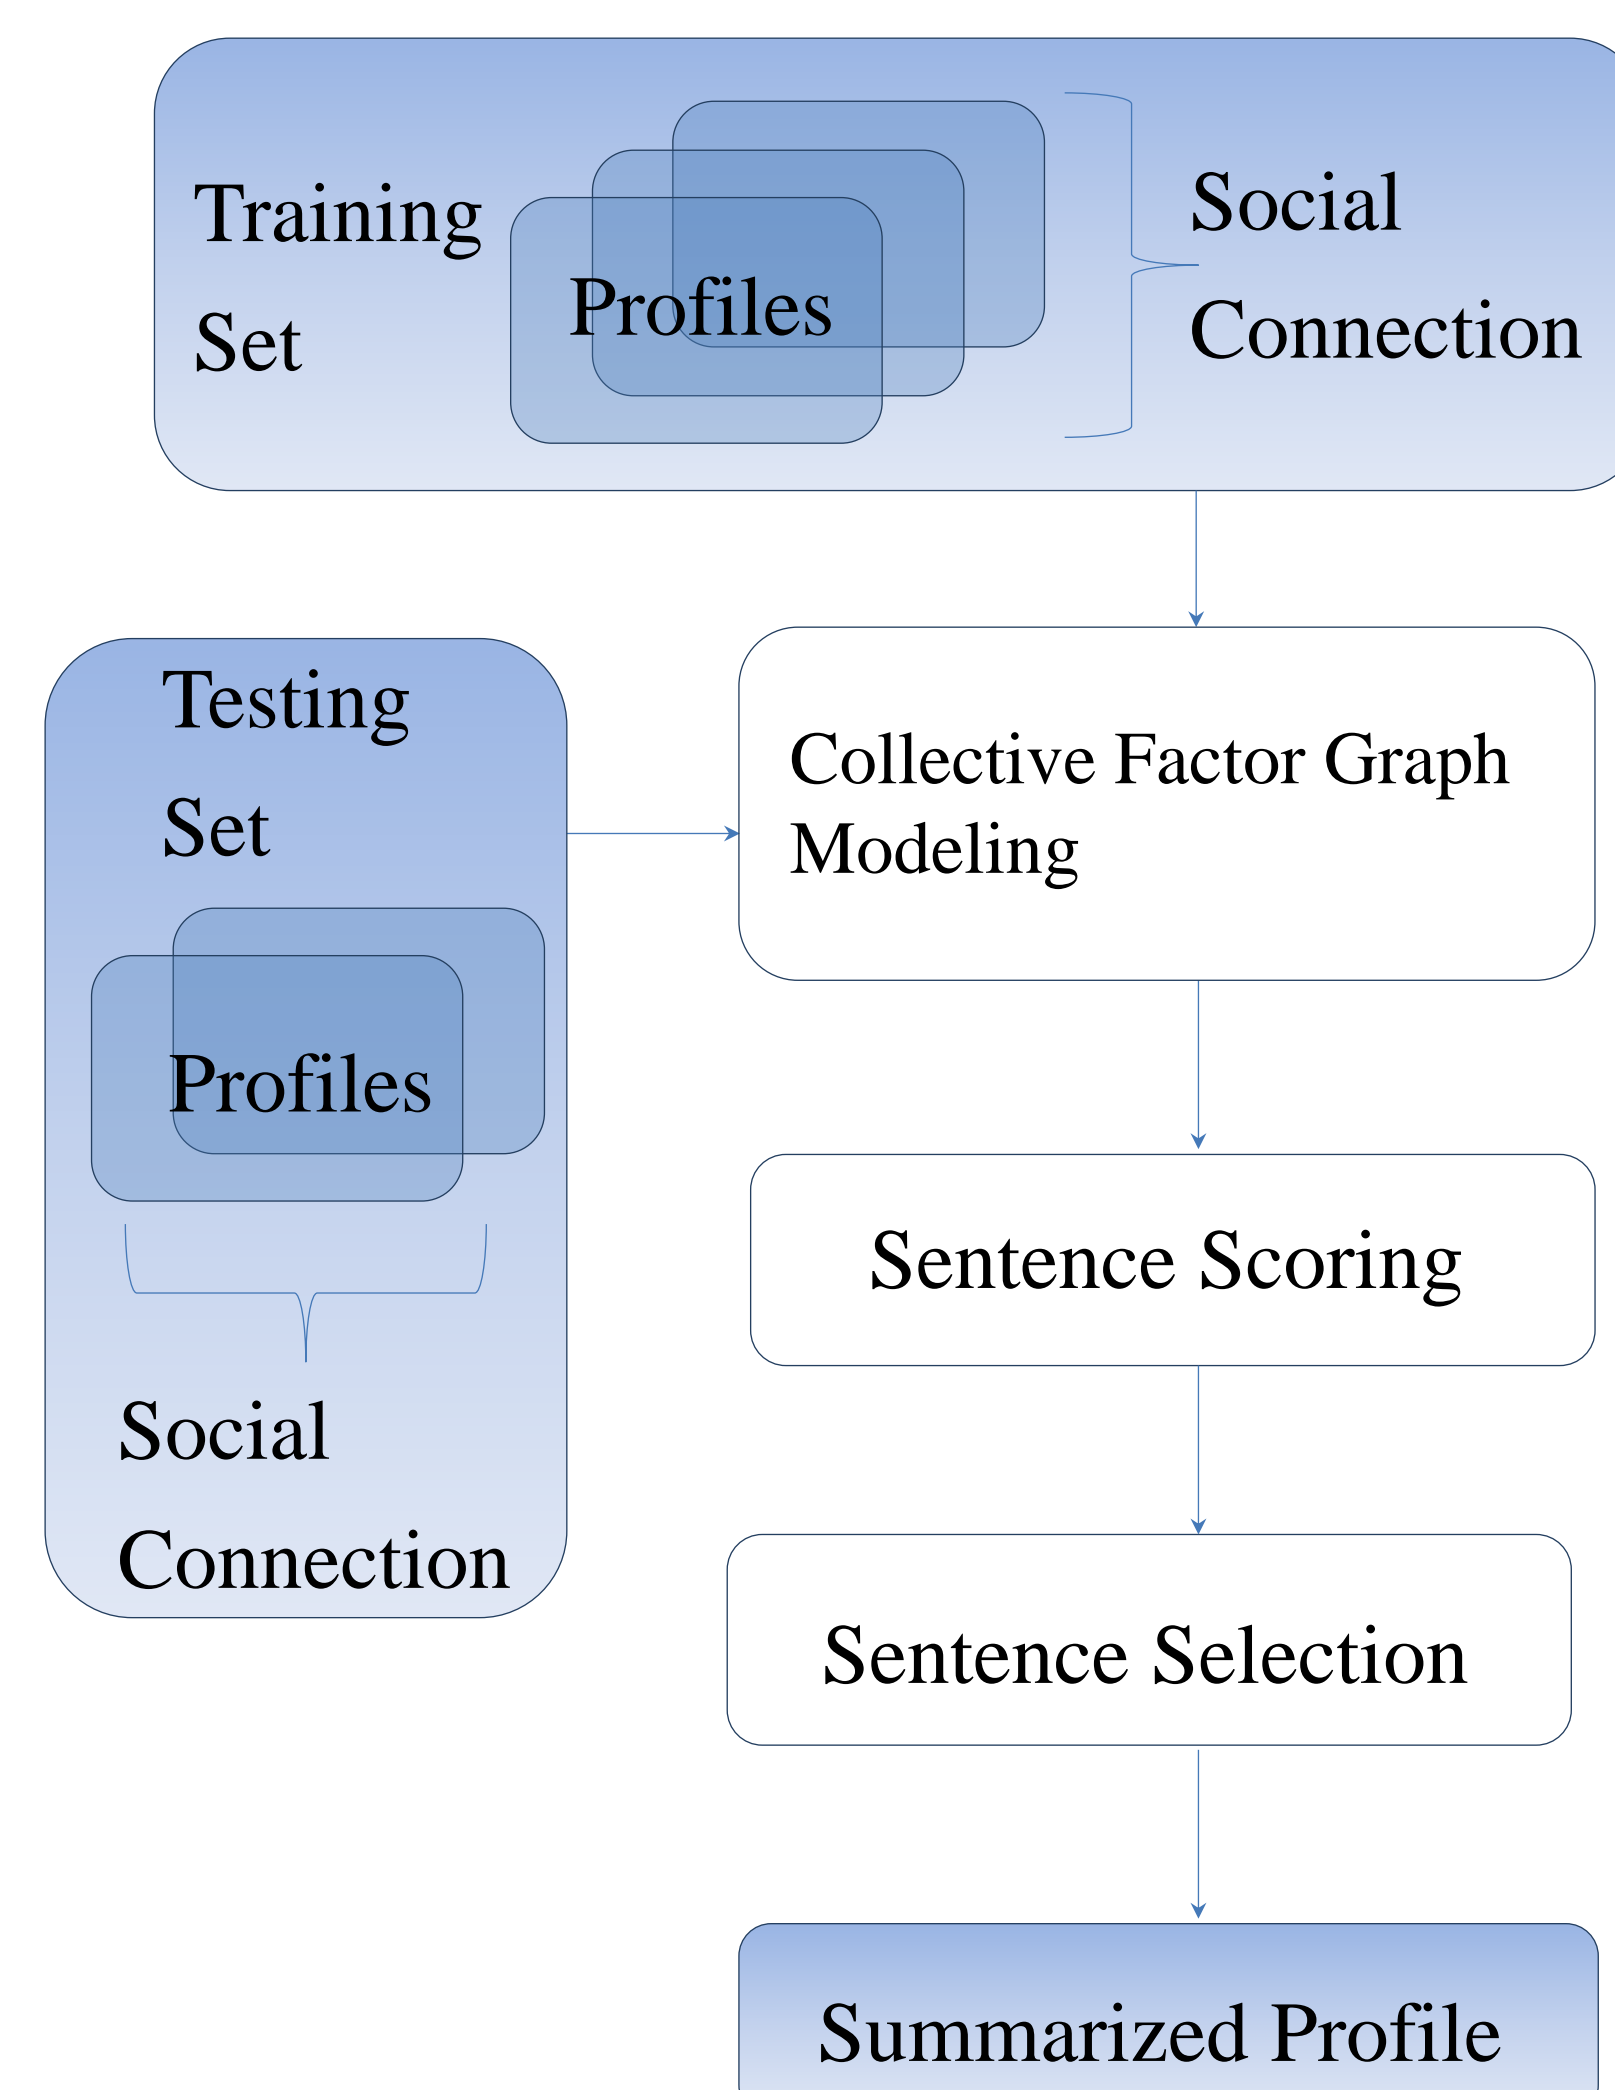 Training
Set
Profiles
Social
Connection
Testing
Set
Profiles
Social
Connection
Collective Factor Graph
Modeling
Sentence Scoring
Sentence Selection
Summarized Profile